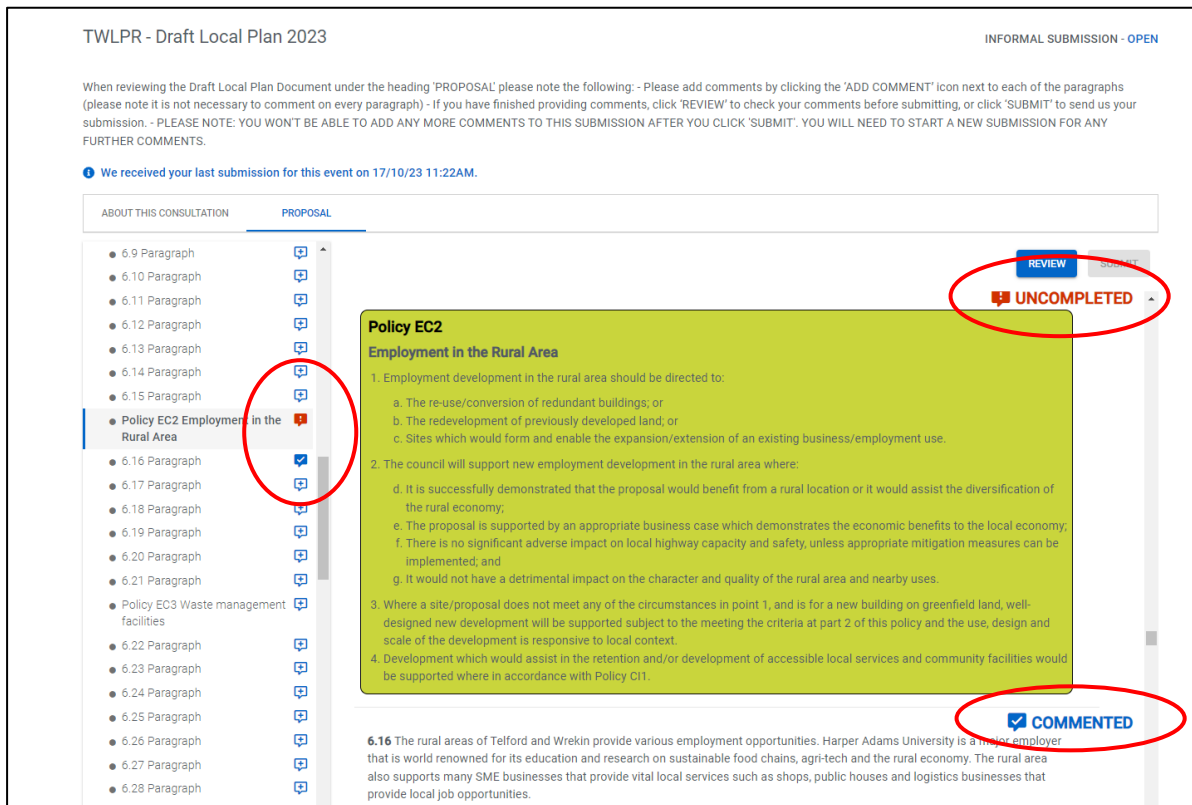 TWLPR - Draft Local Plan 2023
INFORMAL SUBMISSION - OPEN
When reviewing the Draft Local Plan Document under the heading 'PROPOSAL' please note the following: - Please add comments by clicking the 'ADD COMMENT' icon next to each of the paragraphs
(please note it is not necessary to comment on every paragraph) - If you have finished providing comments, click 'REVIEW' to check your comments before submitting, or click 'SUBMIT' to send us your
submission. - PLEASE NOTE: YOU WON'T BE ABLE TO ADD ANY MORE COMMENTS TO THIS SUBMISSION AFTER YOU CLICK 'SUBMIT'. YOU WILL NEED TO START A NEW SUBMISSION FOR ANY
FURTHER COMMENTS.
We received your last submission for this event on 17/10/23 11:22AM.
ABOUT THIS CONSULTATION
PROPOSAL
6.9 Paragraph
6.10 Paragraph
6.11 Paragraph
6.12 Paragraph
6.13 Paragraph
6.14 Paragraph
6.15 Paragraph
Policy EC2 Employment in the
Rural Area
6.16 Paragraph
6.17 Paragraph
6.18 Paragraph
6.19 Paragraph
6.20 Paragraph
6.21 Paragraph
Policy EC3 Waste management
facilities
6.22 Paragraph
6.23 Paragraph
6.24 Paragraph
6.25 Paragraph
6.26 Paragraph
6.27 Paragraph
6.28 Paragraph
REVIEW
SUBMIT
UNCOMPLETED
Policy EC2
Employment in the Rural Area
1. Employment development in the rural area should be directed to:
a. The re-use/conversion of redundant buildings; or
b. The redevelopment of previously developed land; or
c. Sites which would form and enable the expansion/extension of an existing business/employment use.
2. The council will support new employment development in the rural area where:
d. It is successfully demonstrated that the proposal would benefit from a rural location or it would assist the diversification of
the rural economy;
e. The proposal is supported by an appropriate business case which demonstrates the economic benefits to the local economy;
f. There is no significant adverse impact on local highway capacity and safety, unless appropriate mitigation measures can be
implemented; and
g. It would not have a detrimental impact on the character and quality of the rural area and nearby uses.
3. Where a site/proposal does not meet any of the circumstances in point 1, and is for a new building on greenfield land, well-
designed new development will be supported subject to the meeting the criteria at part 2 of this policy and the use, design and
scale of the development is responsive to local context.
4. Development which would assist in the retention and/or development of accessible local services and community facilities would
be supported where in accordance with Policy CI1.
COMMENTED
6.16 The rural areas of Telford and Wrekin provide various employment opportunities. Harper Adams University is a major employer
that is world renowned for its education and research on sustainable food chains, agri-tech and the rural economy. The rural area
also supports many SME businesses that provide vital local services such as shops, public houses and logistics businesses that
provide local job opportunities.